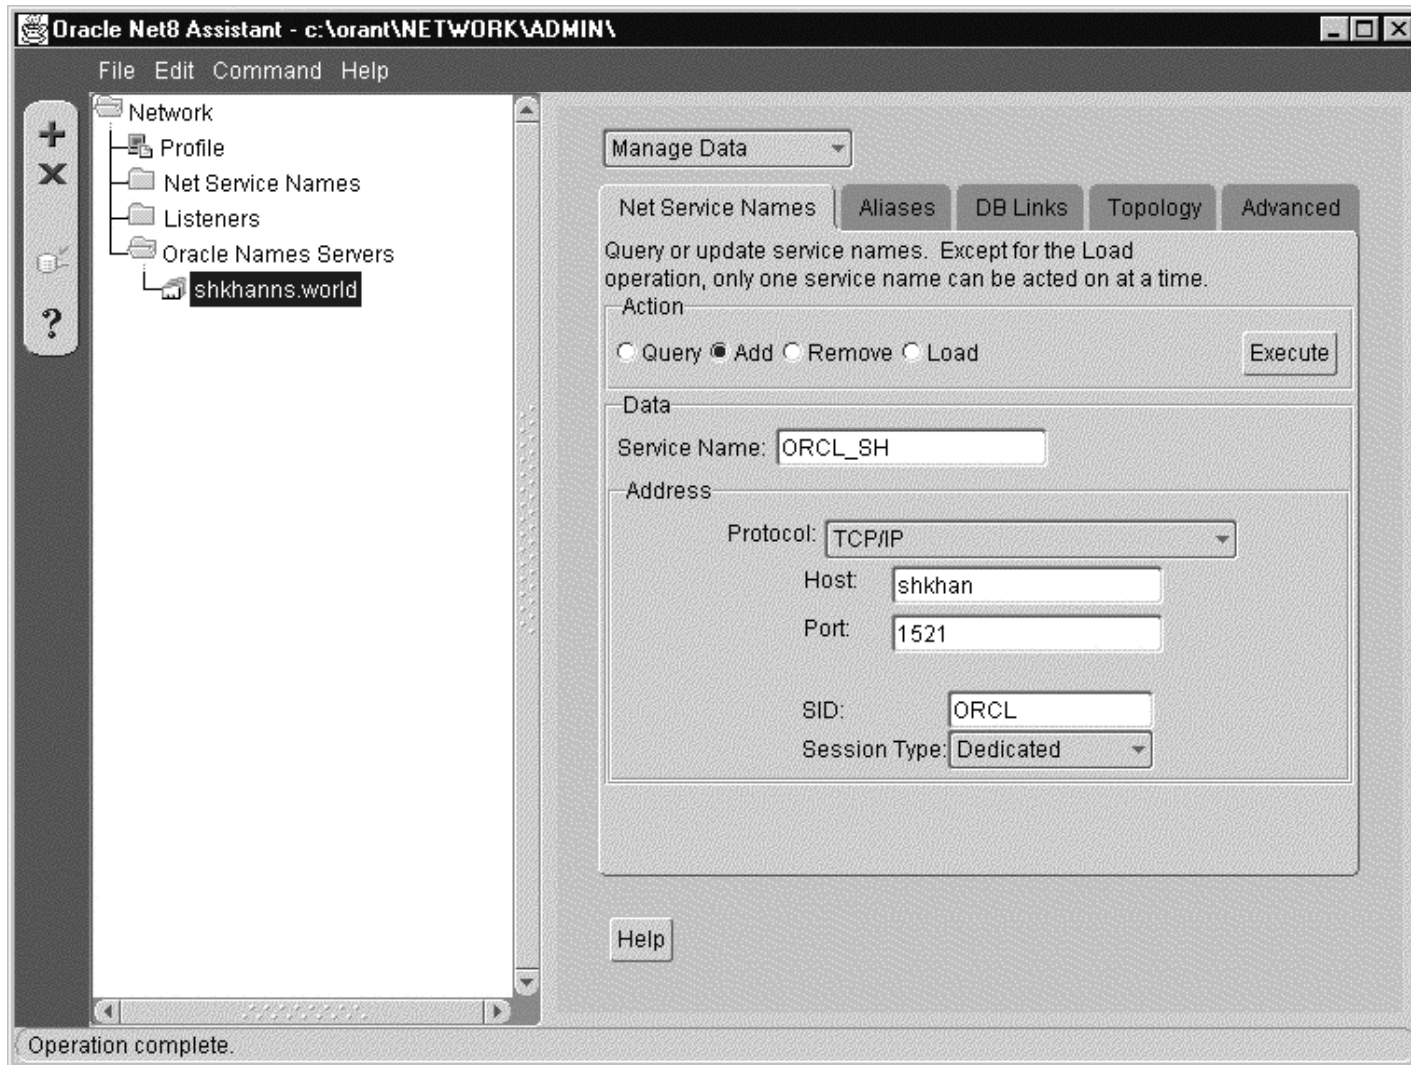 Oracle Net8 Assistant - c:\orant\NETWORK\ADMIN\
File Edit Command Help
Network
Profile
Net Service Names
Listeners
Oracle Names Servers
shkhanns.world
?
Manage Data
Net Service Names Aliases DB Links Topology Advanced
Query or update service names. Except for the Load
operation, only one service name can be acted on at a time.
Action
Query Add Remove Load Execute
Data
Service Name: ORCL_SH
Address
Protocol: TCP/IP
Host: shkhan
Port: 1521
SID: ORCL
Session Type: Dedicated
Help
Operation complete.